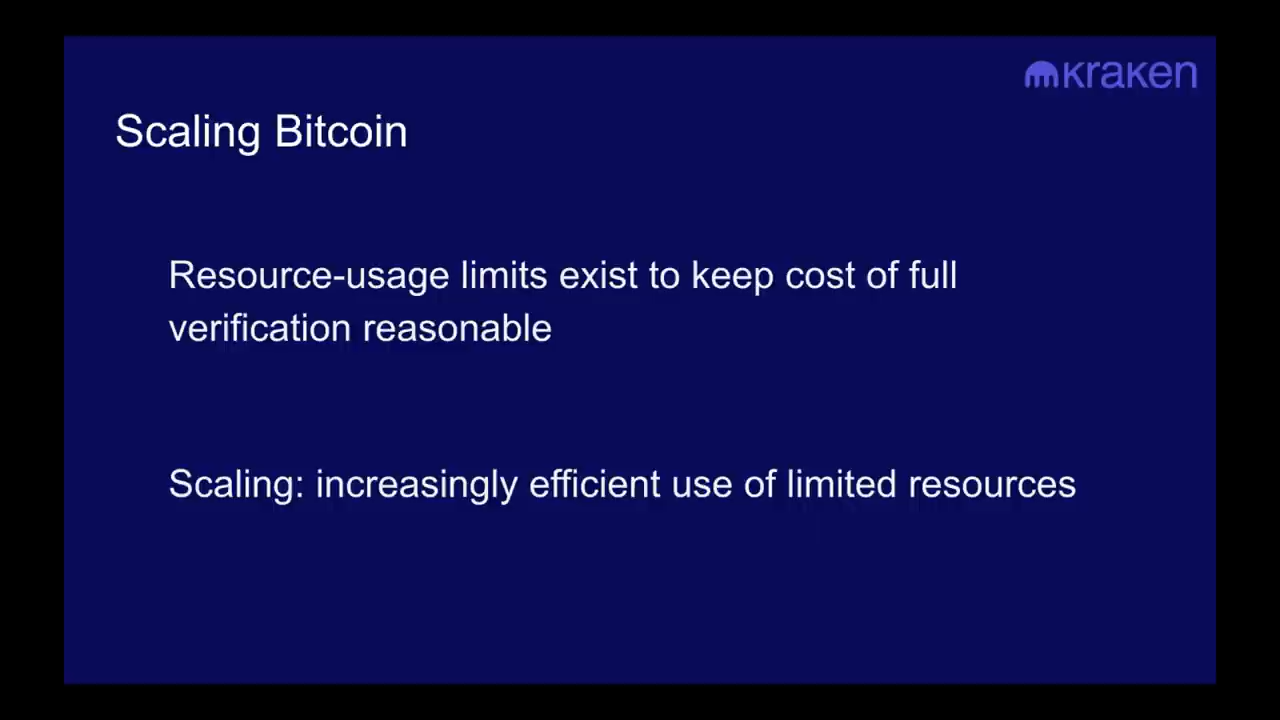 kraken
Scaling Bitcoin
Resource-usage limits exist to keep cost of full
verification reasonable
Scaling: increasingly efficient use of limited resources